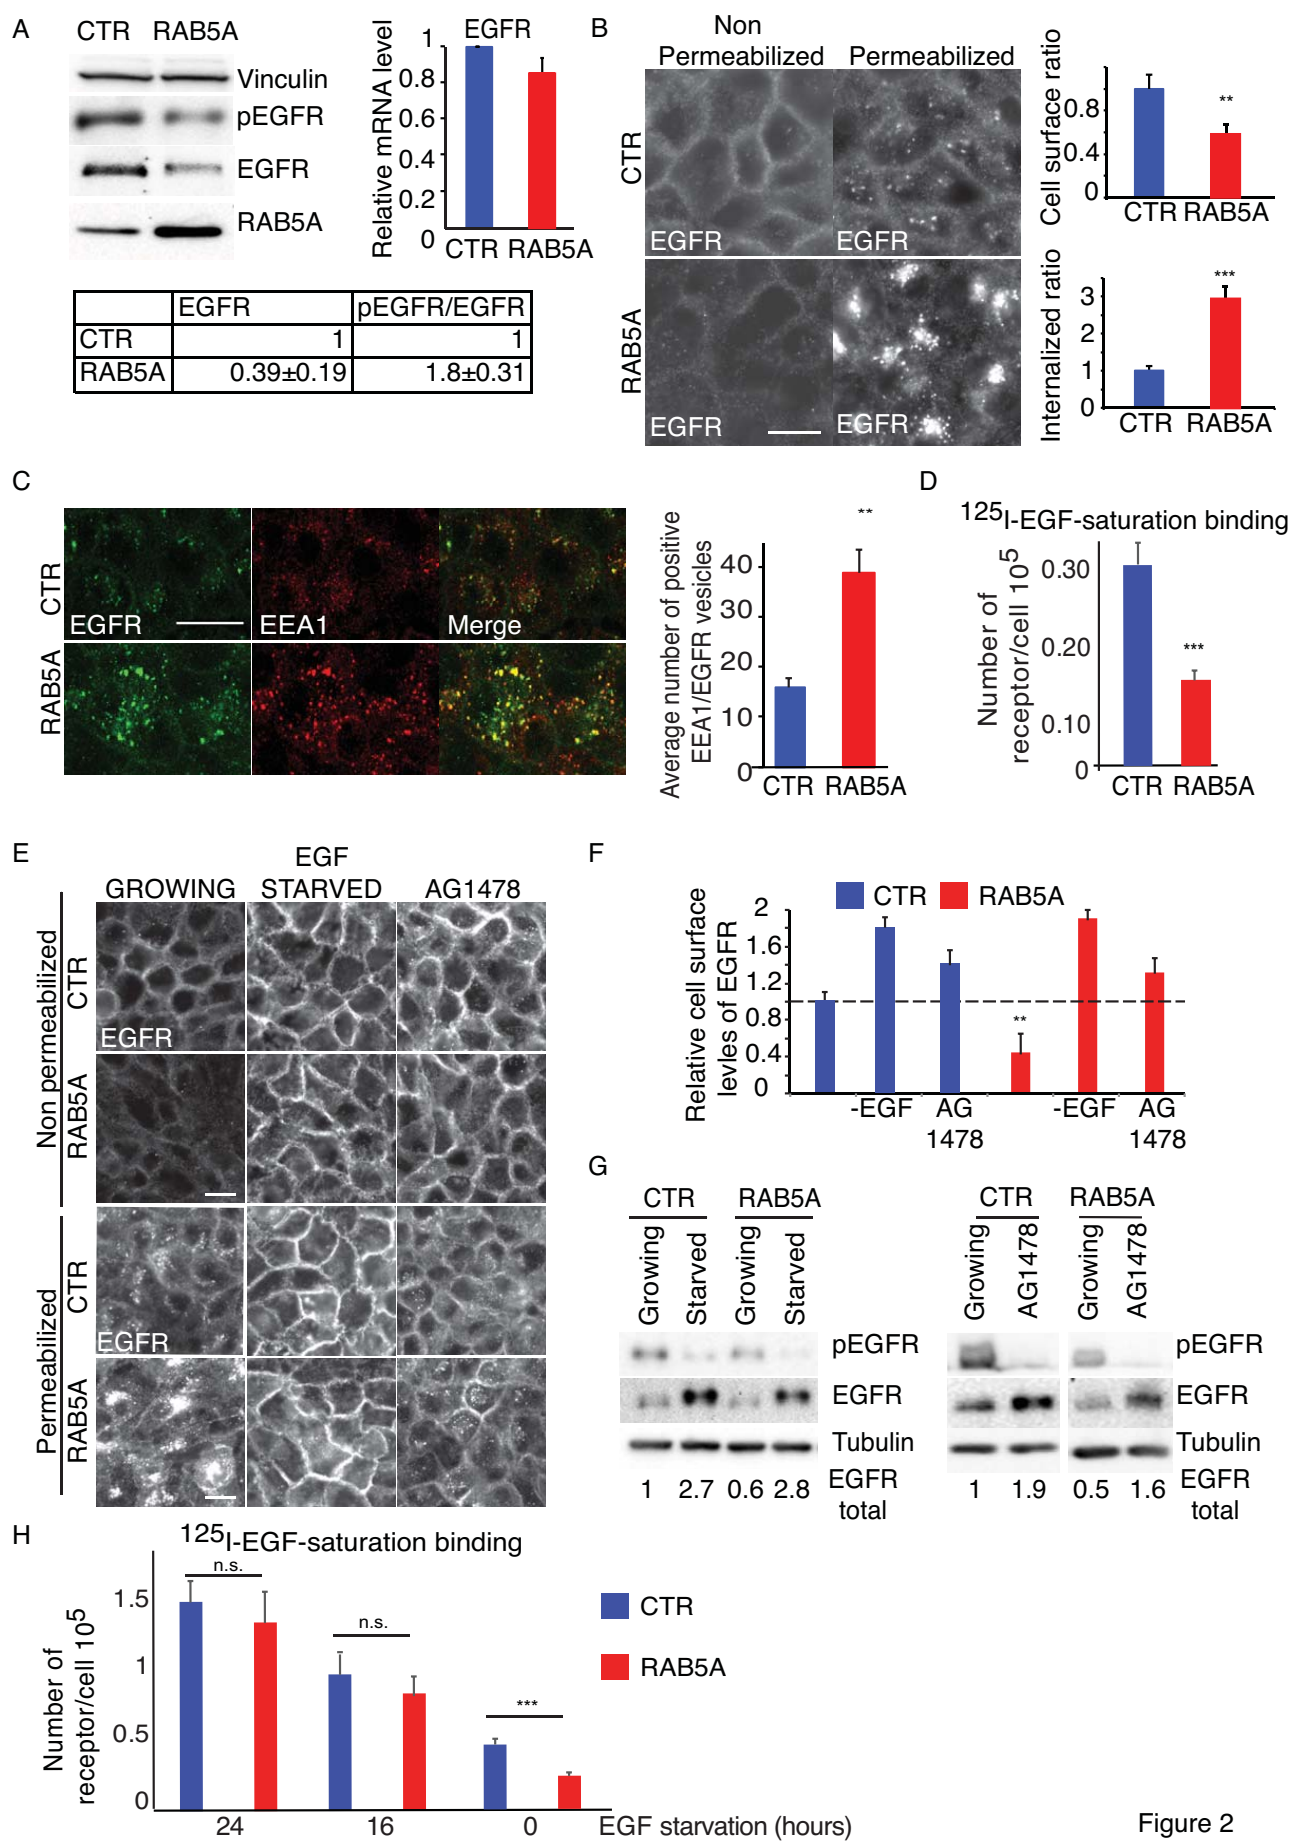 A
CTR RAB5A
Vinculin
pEGFR
EGFR
RAB5A
EGFR
Relative mRNA level
1
0.8
0.6
0.4
0.2
0
CTR RAB5A
EGFR pEGFR/EGFR
CTR 1 1
RAB5A 0.39±0.19 1.8±0.31
B
Non
Permeabilized Permeabilized
CTR
EGFR EGFR
RAB5A
EGFR EGFR
Cell surface ratio
0.8
0.4
0
**
CTR RAB5A
Internalized ratio
3
2
1
0
***
CTR RAB5A
C
CTR
EGFR EEA1 Merge
RAB5A
Average number of positive
EEA1/EGFR vesicles
40
30
20
10
0
**
CTR RAB5A
D
125I-EGF-saturation binding
Number of
receptor/cell 105
0.30
0.20
0.10
0
***
CTR RAB5A
E
EGF
GROWING STARVED AG1478
Non permeabilized
CTR
EGFR
RAB5A
Permeabilized
CTR
EGFR
RAB5A
F
CTR RAB5A
Relative cell surface
levles of EGFR
2
1.6
1.2
0.8
0.4
0
**
-EGF AG -EGF AG
1478 1478
G
CTR RAB5A
Growing Starved Growing Starved
pEGFR
EGFR
Tubulin
1 2.7 0.6 2.8 EGFR
total
CTR RAB5A
Growing AG1478 Growing AG1478
pEGFR
EGFR
Tubulin
1 1.9 0.5 1.6 EGFR
total
H
125I-EGF-saturation binding
Number of
receptor/cell 105
1.5
1
0.5
0
n.s.
n.s.
***
CTR
RAB5A
24 16 0 EGF starvation (hours)
Figure 2